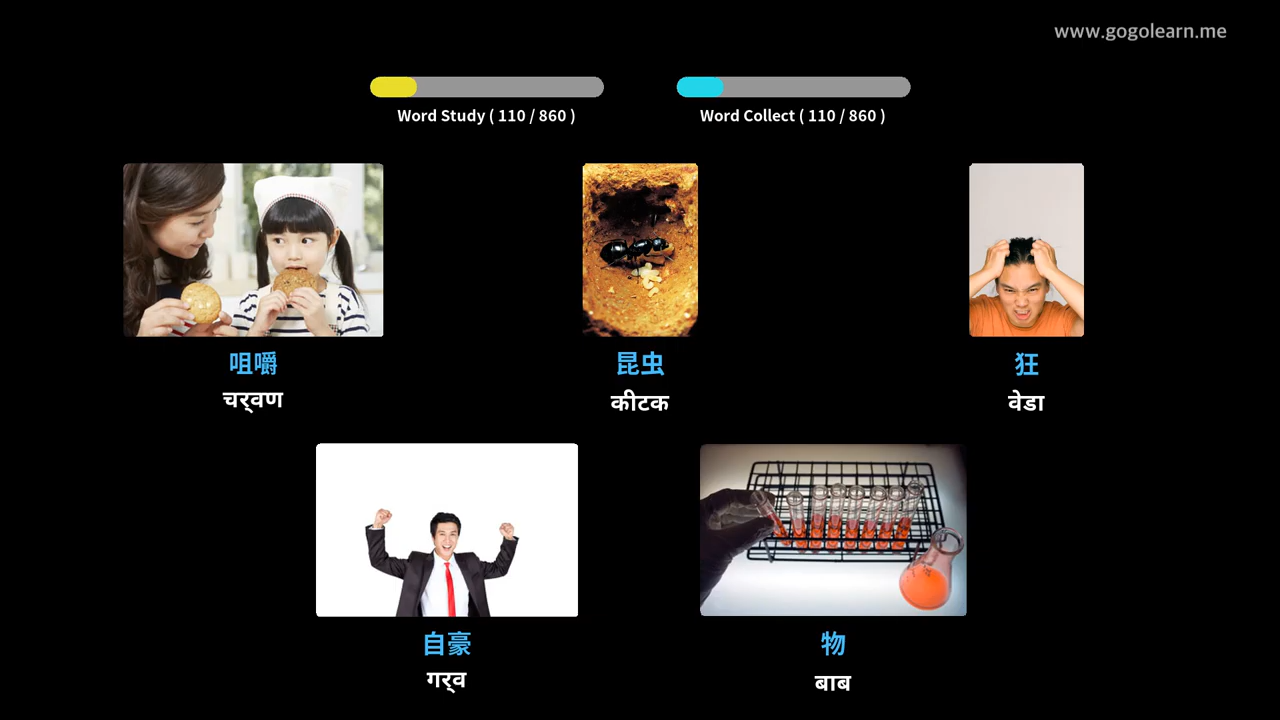 www.gogolearn.me
Word Study ( 110 / 860 )
Word Collect ( 110 / 860 )
咀嚼
चर्‌वण
昆虫
कीटक
狂
वेडा
自豪
गर्‌व
物
बाब